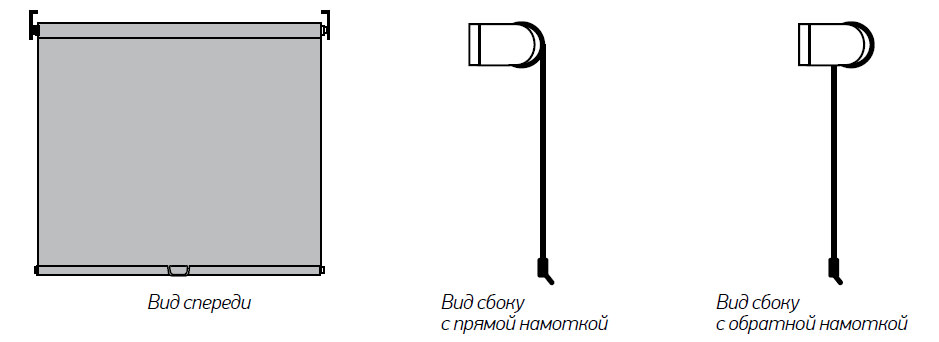 Вид спереди
Вид сбоку
с прямой намоткой
Вид сбоку
с обратной намоткой